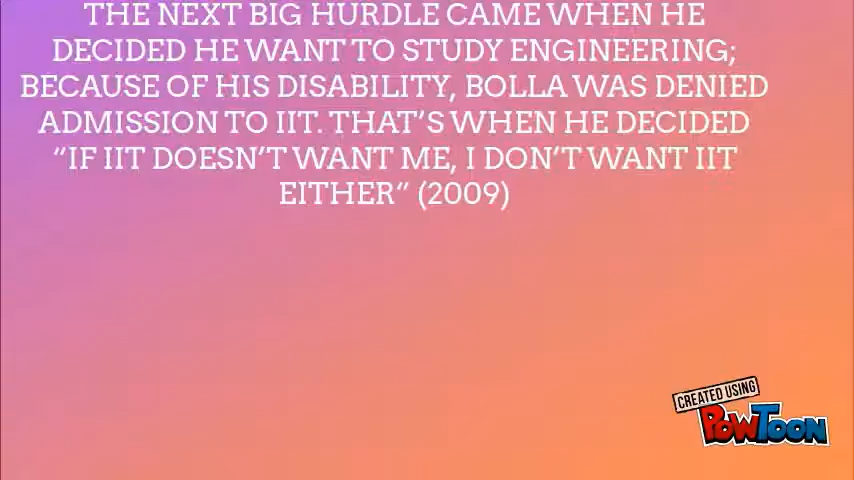 THE NEXT BIG HURDLE CAME WHEN HE
DECIDED HE WANT TO STUDY ENGINEERING;
BECAUSE OF HIS DISABILITY, BOLLA WAS DENIED
ADMISSION TO IIT. THAT’S WHEN HE DECIDED
“IF IIT DOESN’T WANT ME, I DON’T WANT IIT
EITHER” (2009)
CREATED USING
POWTOON